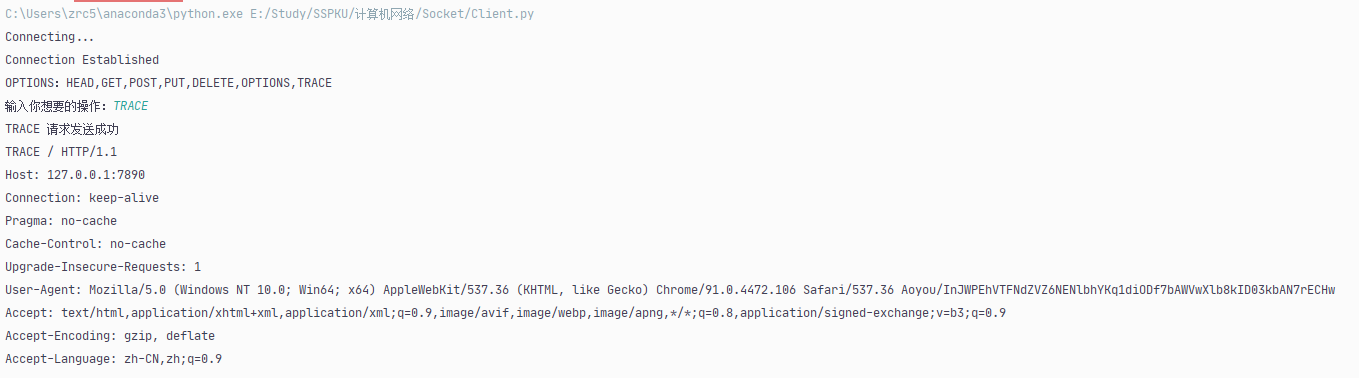 C:\Users\zrc5\anaconda3\python.exe E:/Study/SSPKU/计算机网络/Socket/Client.py
Connecting...
Connection Established
OPTIONS: HEAD,GET,POST,PUT,DELETE,OPTIONS,TRACE
输入你想要的操作: TRACE
TRACE 请求发送成功
TRACE / HTTP/1.1
Host: 127.0.0.1:7890
Connection: keep-alive
Pragma: no-cache
Cache-Control: no-cache
Upgrade-Insecure-Requests: 1
User-Agent: Mozilla/5.0 (Windows NT 10.0; Win64; x64) AppleWebKit/537.36 (KHTML, like Gecko) Chrome/91.0.4472.106 Safari/537.36 Aoyou/InJWPEhVTFNdZVZ6NENlbhYKq1diODf7bAWVwXlb8kID03kbAN7rECHw
Accept: text/html,application/xhtml+xml,application/xml;q=0.9,image/avif,image/webp,image/apng,*/*;q=0.8,application/signed-exchange;v=b3;q=0.9
Accept-Encoding: gzip, deflate
Accept-Language: zh-CN,zh;q=0.9